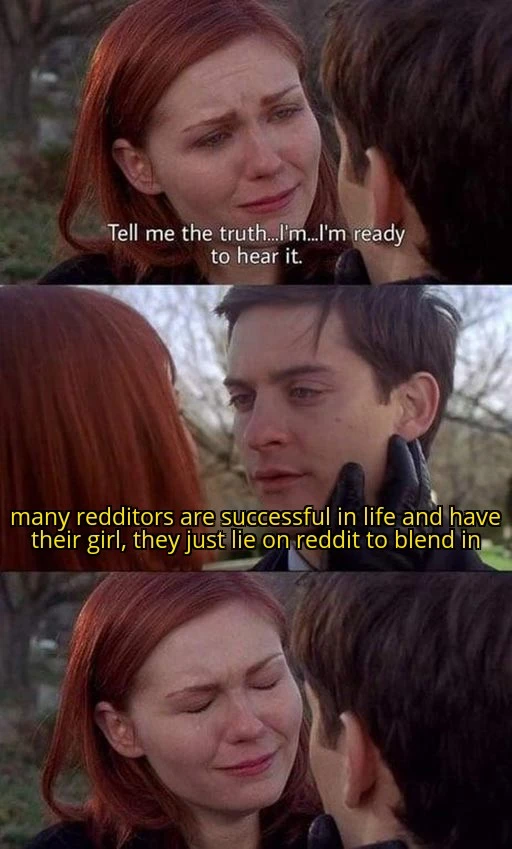 Tell me the truth...I'm...I'm ready
to hear it.
many redditors are successful in life and have
their girl, they just lie on reddit to blend in